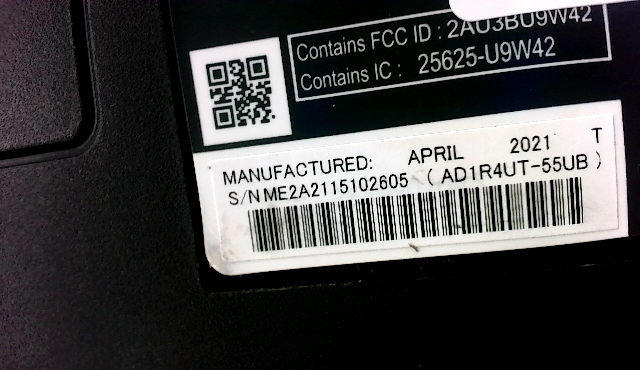 Contains FCC ID : 2AU3BU9W42
Contains IC : 25625-U9W42
MANUFACTURED: APRIL 2021 T
S/N ME2A2115102605 ( AD1R4UT-55UB )